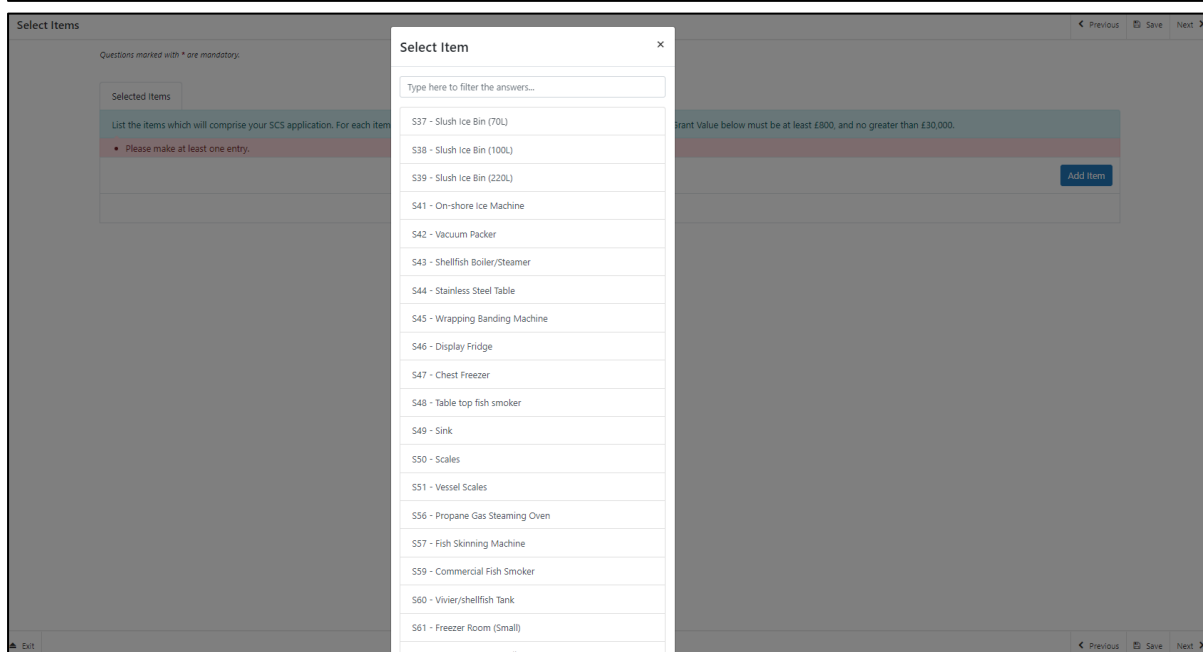 Select Items
Previous Save Next
Questions marked with * are mandatory.
Selected Items
List the items which will comprise your SCS application. For each item
Grant Value below must be at least £800, and no greater than £30,000.
Please make at least one entry.
Add Item
Select Item ×
Type here to filter the answers...
S37 - Slush Ice Bin (70L)
S38 - Slush Ice Bin (100L)
S39 - Slush Ice Bin (220L)
S41 - On-shore Ice Machine
S42 - Vacuum Packer
S43 - Shellfish Boiler/Steamer
S44 - Stainless Steel Table
S45 - Wrapping Banding Machine
S46 - Display Fridge
S47 - Chest Freezer
S48 - Table top fish smoker
S49 - Sink
S50 - Scales
S51 - Vessel Scales
S56 - Propane Gas Steaming Oven
S57 - Fish Skinning Machine
S59 - Commercial Fish Smoker
S60 - Vivier/shellfish Tank
S61 - Freezer Room (Small)
Exit
Previous Save Next